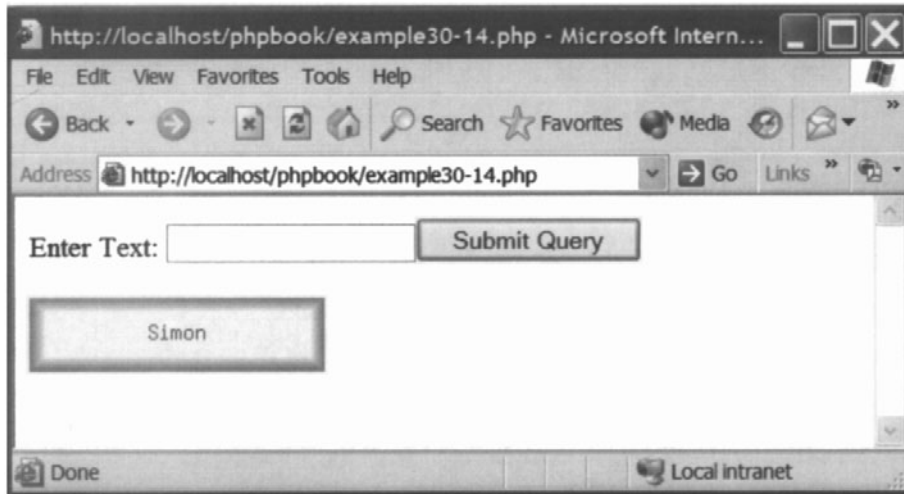 http://localhost/phpbook/example30-14.php - Microsoft Intern...
File Edit View Favorites Tools Help
Back Search Favorites Media »
Address http://localhost/phpbook/example30-14.php Go Links »
Enter Text: Submit Query
Simon
Done Local intranet